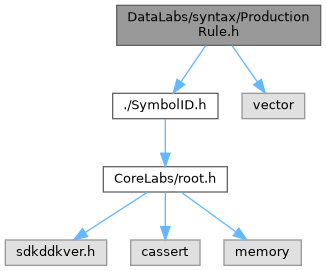 DataLabs/syntax/Production
Rule.h
./SymbolID.h
vector
CoreLabs/root.h
sdkddkver.h
cassert
memory